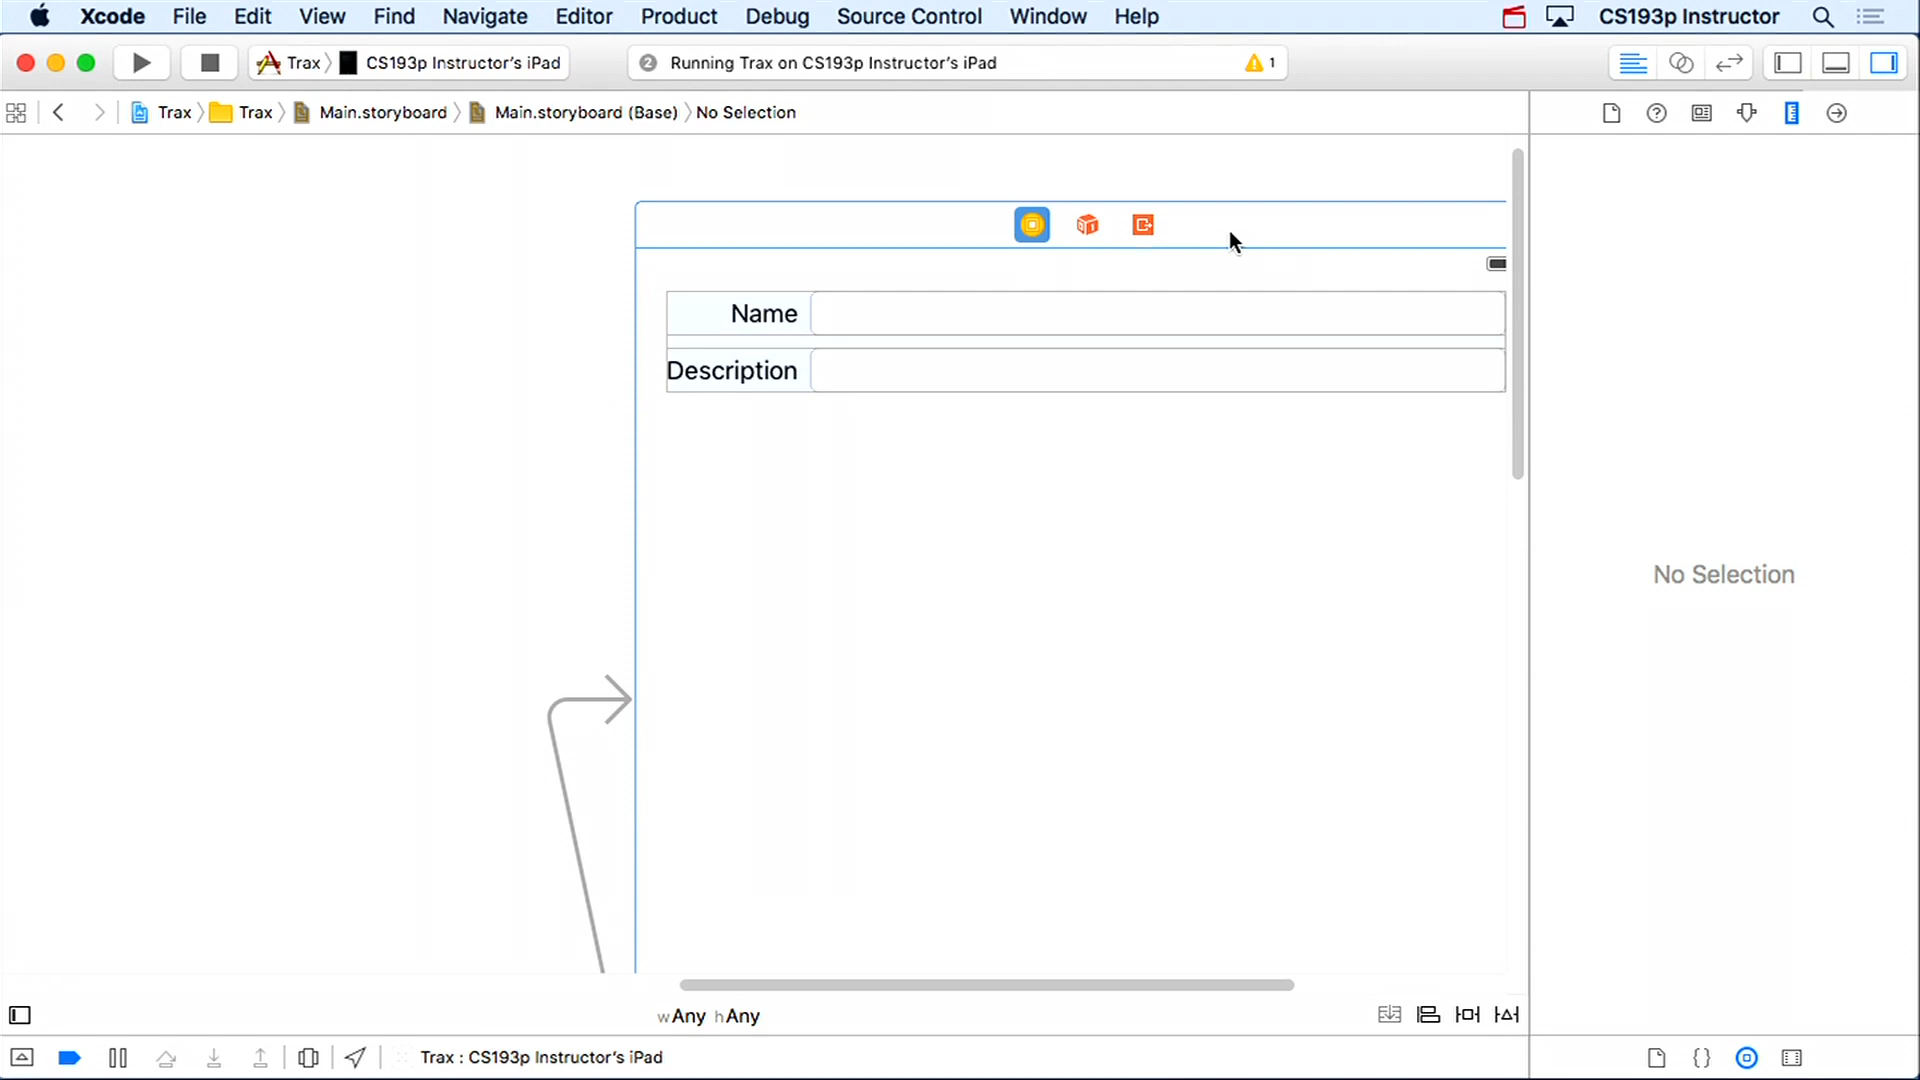 Xcode File Edit View Find Navigate Editor Product Debug Source Control Window Help CS193p Instructor
Trax CS193p Instructor's iPad 2 Running Trax on CS193p Instructor's iPad 1
Trax Trax Main.storyboard Main.storyboard (Base) No Selection
Name
Description
No Selection
wAny hAny
Trax : CS193p Instructor's iPad